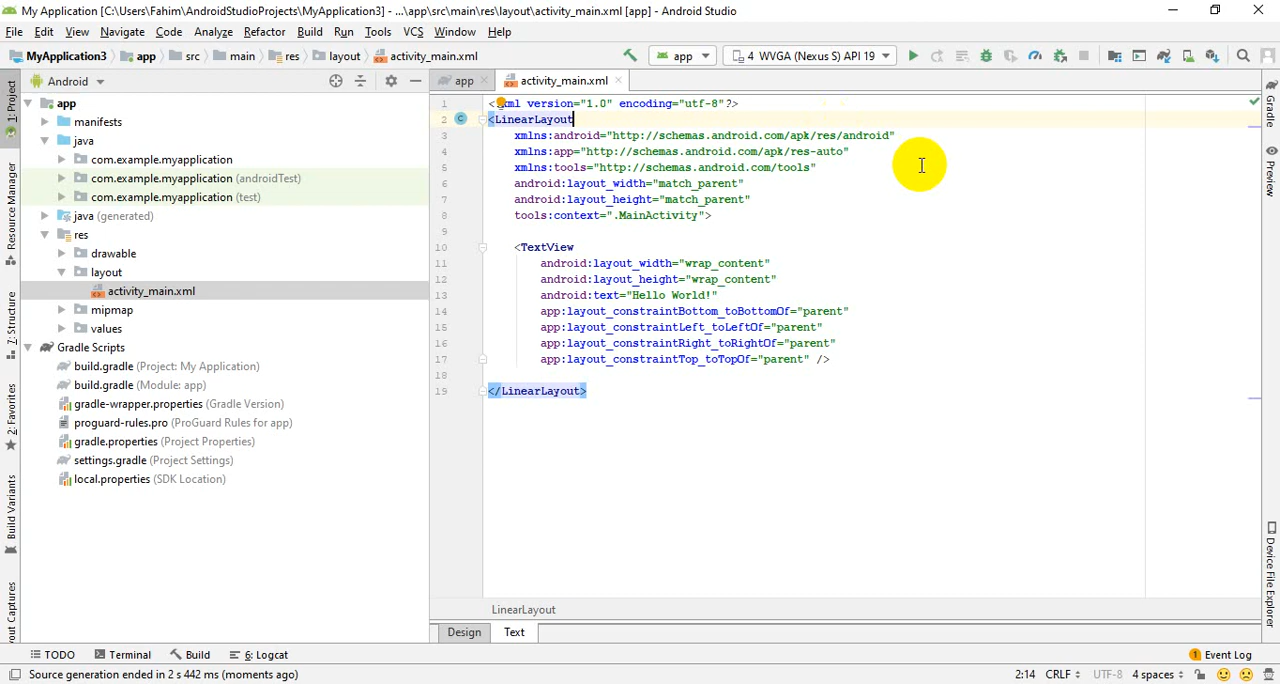 My Application [C:\Users\Fahim\AndroidStudioProjects\MyApplication3] - ...\app\src\main\res\layout\activity_main.xml [app] - Android Studio
File Edit View Navigate Code Analyze Refactor Build Run Tools VCS Window Help
MyApplication3 app src main res layout activity_main.xml app 4 WVGA (Nexus S) API 19
1: Project
Resource Manager
Z: Structure
2: Favorites
Build Variants
Android
app
manifests
java
com.example.myapplication
com.example.myapplication (androidTest)
com.example.myapplication (test)
java (generated)
res
drawable
layout
activity_main.xml
mipmap
values
Gradle Scripts
build.gradle (Project: My Application)
build.gradle (Module: app)
gradle-wrapper.properties (Gradle Version)
proguard-rules.pro (ProGuard Rules for app)
gradle.properties (Project Properties)
settings.gradle (Project Settings)
local.properties (SDK Location)
app activity_main.xml
1 version="1.0" encoding="utf-8"?>
2 C <LinearLayout
3 xmlns:android="http://schemas.android.com/apk/res/android"
4 xmlns:app="http://schemas.android.com/apk/res-auto"
5 xmlns:tools="http://schemas.android.com/tools"
6 android:layout_width="match_parent"
7 android:layout_height="match_parent"
8 tools:context=".MainActivity">
9
10 <TextView
11 android:layout_width="wrap_content"
12 android:layout_height="wrap_content"
13 android:text="Hello World!"
14 app:layout_constraintBottom_toBottomOf="parent"
15 app:layout_constraintLeft_toLeftOf="parent"
16 app:layout_constraintRight_toRightOf="parent"
17 app:layout_constraintTop_toTopOf="parent" />
18
19 </LinearLayout>
LinearLayout
Design Text
Gradle
Preview
Device File Explorer
TODO Terminal Build 6: Logcat 1 Event Log
Source generation ended in 2 s 442 ms (moments ago) 2:14 CRLF UTF-8 4 spaces